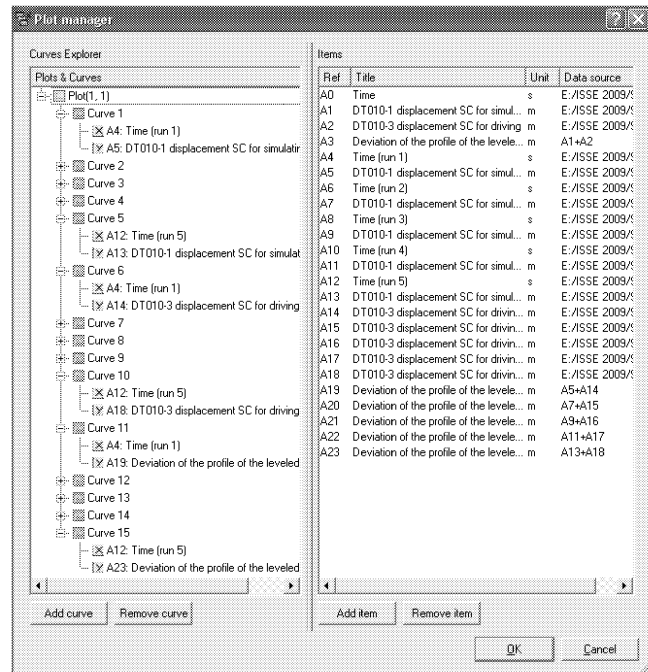 Plot manager
Curves Explorer
Plots & Curves
Plot(1, 1)
Curve 1
A4: Time (run 1)
A5: DT010-1 displacement SC for simulatin
Curve 2
Curve 3
Curve 4
Curve 5
A12: Time (run 5)
A13: DT010-1 displacement SC for simulat
Curve 6
A4: Time (run 1)
A14: DT010-3 displacement SC for driving
Curve 7
Curve 8
Curve 9
Curve 10
A12: Time (run 5)
A18: DT010-3 displacement SC for driving
Curve 11
A4: Time (run 1)
A19: Deviation of the profile of the leveled
Curve 12
Curve 13
Curve 14
Curve 15
A12: Time (run 5)
A23: Deviation of the profile of the leveled
Add curve Remove curve
Items
Ref Title Unit Data source
A0 Time s E:/ISSE 2009/S
A1 DT010-1 displacement SC for simul... m E:/ISSE 2009/S
A2 DT010-3 displacement SC for driving m E:/ISSE 2009/S
A3 Deviation of the profile of the levele... m A1+A2
A4 Time (run 1) s E:/ISSE 2009/S
A5 DT010-1 displacement SC for simul... m E:/ISSE 2009/S
A6 Time (run 2) s E:/ISSE 2009/S
A7 DT010-1 displacement SC for simul... m E:/ISSE 2009/S
A8 Time (run 3) s E:/ISSE 2009/S
A9 DT010-1 displacement SC for simul... m E:/ISSE 2009/S
A10 Time (run 4) s E:/ISSE 2009/S
A11 DT010-1 displacement SC for simul... m E:/ISSE 2009/S
A12 Time (run 5) s E:/ISSE 2009/S
A13 DT010-1 displacement SC for simul... m E:/ISSE 2009/S
A14 DT010-3 displacement SC for drivin... m E:/ISSE 2009/S
A15 DT010-3 displacement SC for drivin... m E:/ISSE 2009/S
A16 DT010-3 displacement SC for drivin... m E:/ISSE 2009/S
A17 DT010-3 displacement SC for drivin... m E:/ISSE 2009/S
A18 DT010-3 displacement SC for drivin... m E:/ISSE 2009/S
A19 Deviation of the profile of the levele... m A5+A14
A20 Deviation of the profile of the levele... m A7+A15
A21 Deviation of the profile of the levele... m A9+A16
A22 Deviation of the profile of the levele... m A11+A17
A23 Deviation of the profile of the levele... m A13+A18
Add item Remove item
OK Cancel